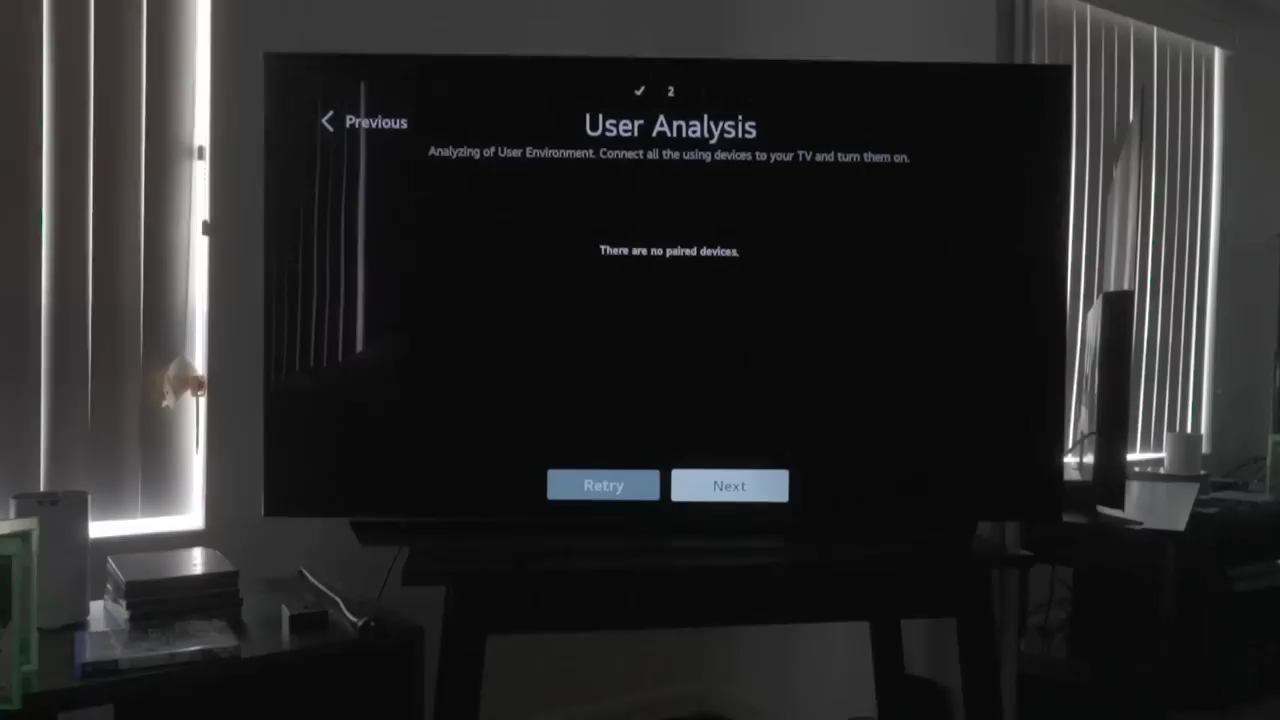 ✓ 2
Previous
User Analysis
Analyzing of User Environment. Connect all the using devices to your TV and turn them on.
There are no paired devices.
Retry Next